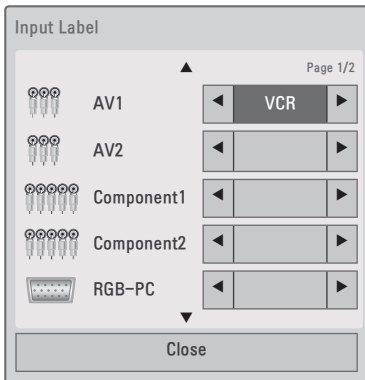 Input Label
Page 1/2
AV1 VCR
AV2
Component1
Component2
RGB-PC
Close